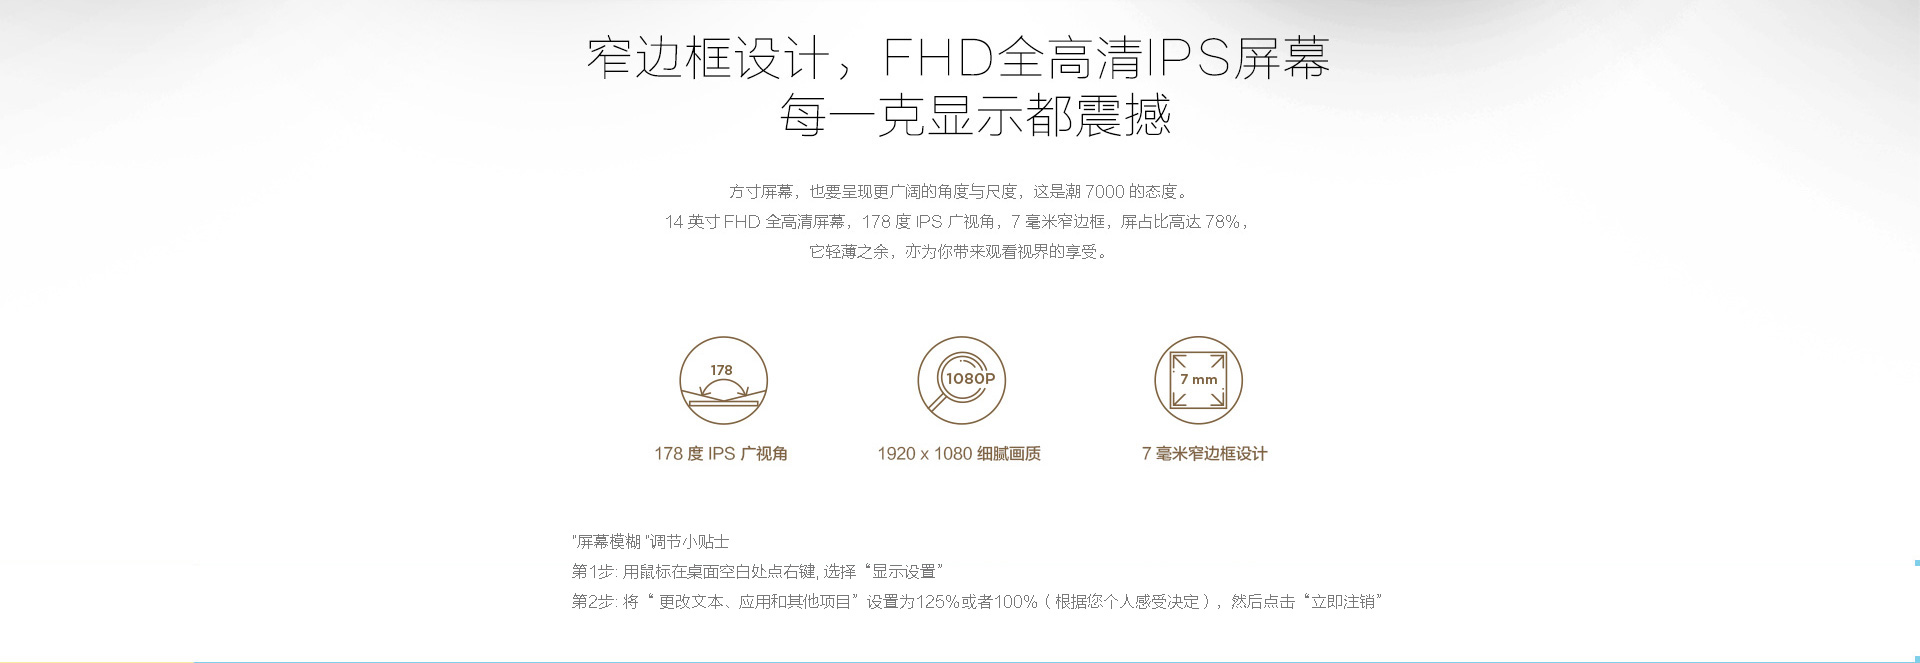 窄边框设计，FHD全高清IPS屏幕
每一克显示都震撼
方寸屏幕，也要呈现更广阔的角度与尺度，这是潮 7000 的态度。
14 英寸 FHD 全高清屏幕，178 度 IPS 广视角，7 毫米窄边框，屏占比高达 78%，
它轻薄之余，亦为你带来观看视界的享受。
178
1080P
7 mm
178 度 IPS 广视角
1920 x 1080 细腻画质
7 毫米窄边框设计
"屏幕模糊 "调节小贴士
第1步: 用鼠标在桌面空白处点右键, 选择“显示设置”
第2步: 将“ 更改文本、应用和其他项目”设置为125%或者100%（根据您个人感受决定），然后点击“立即注销”